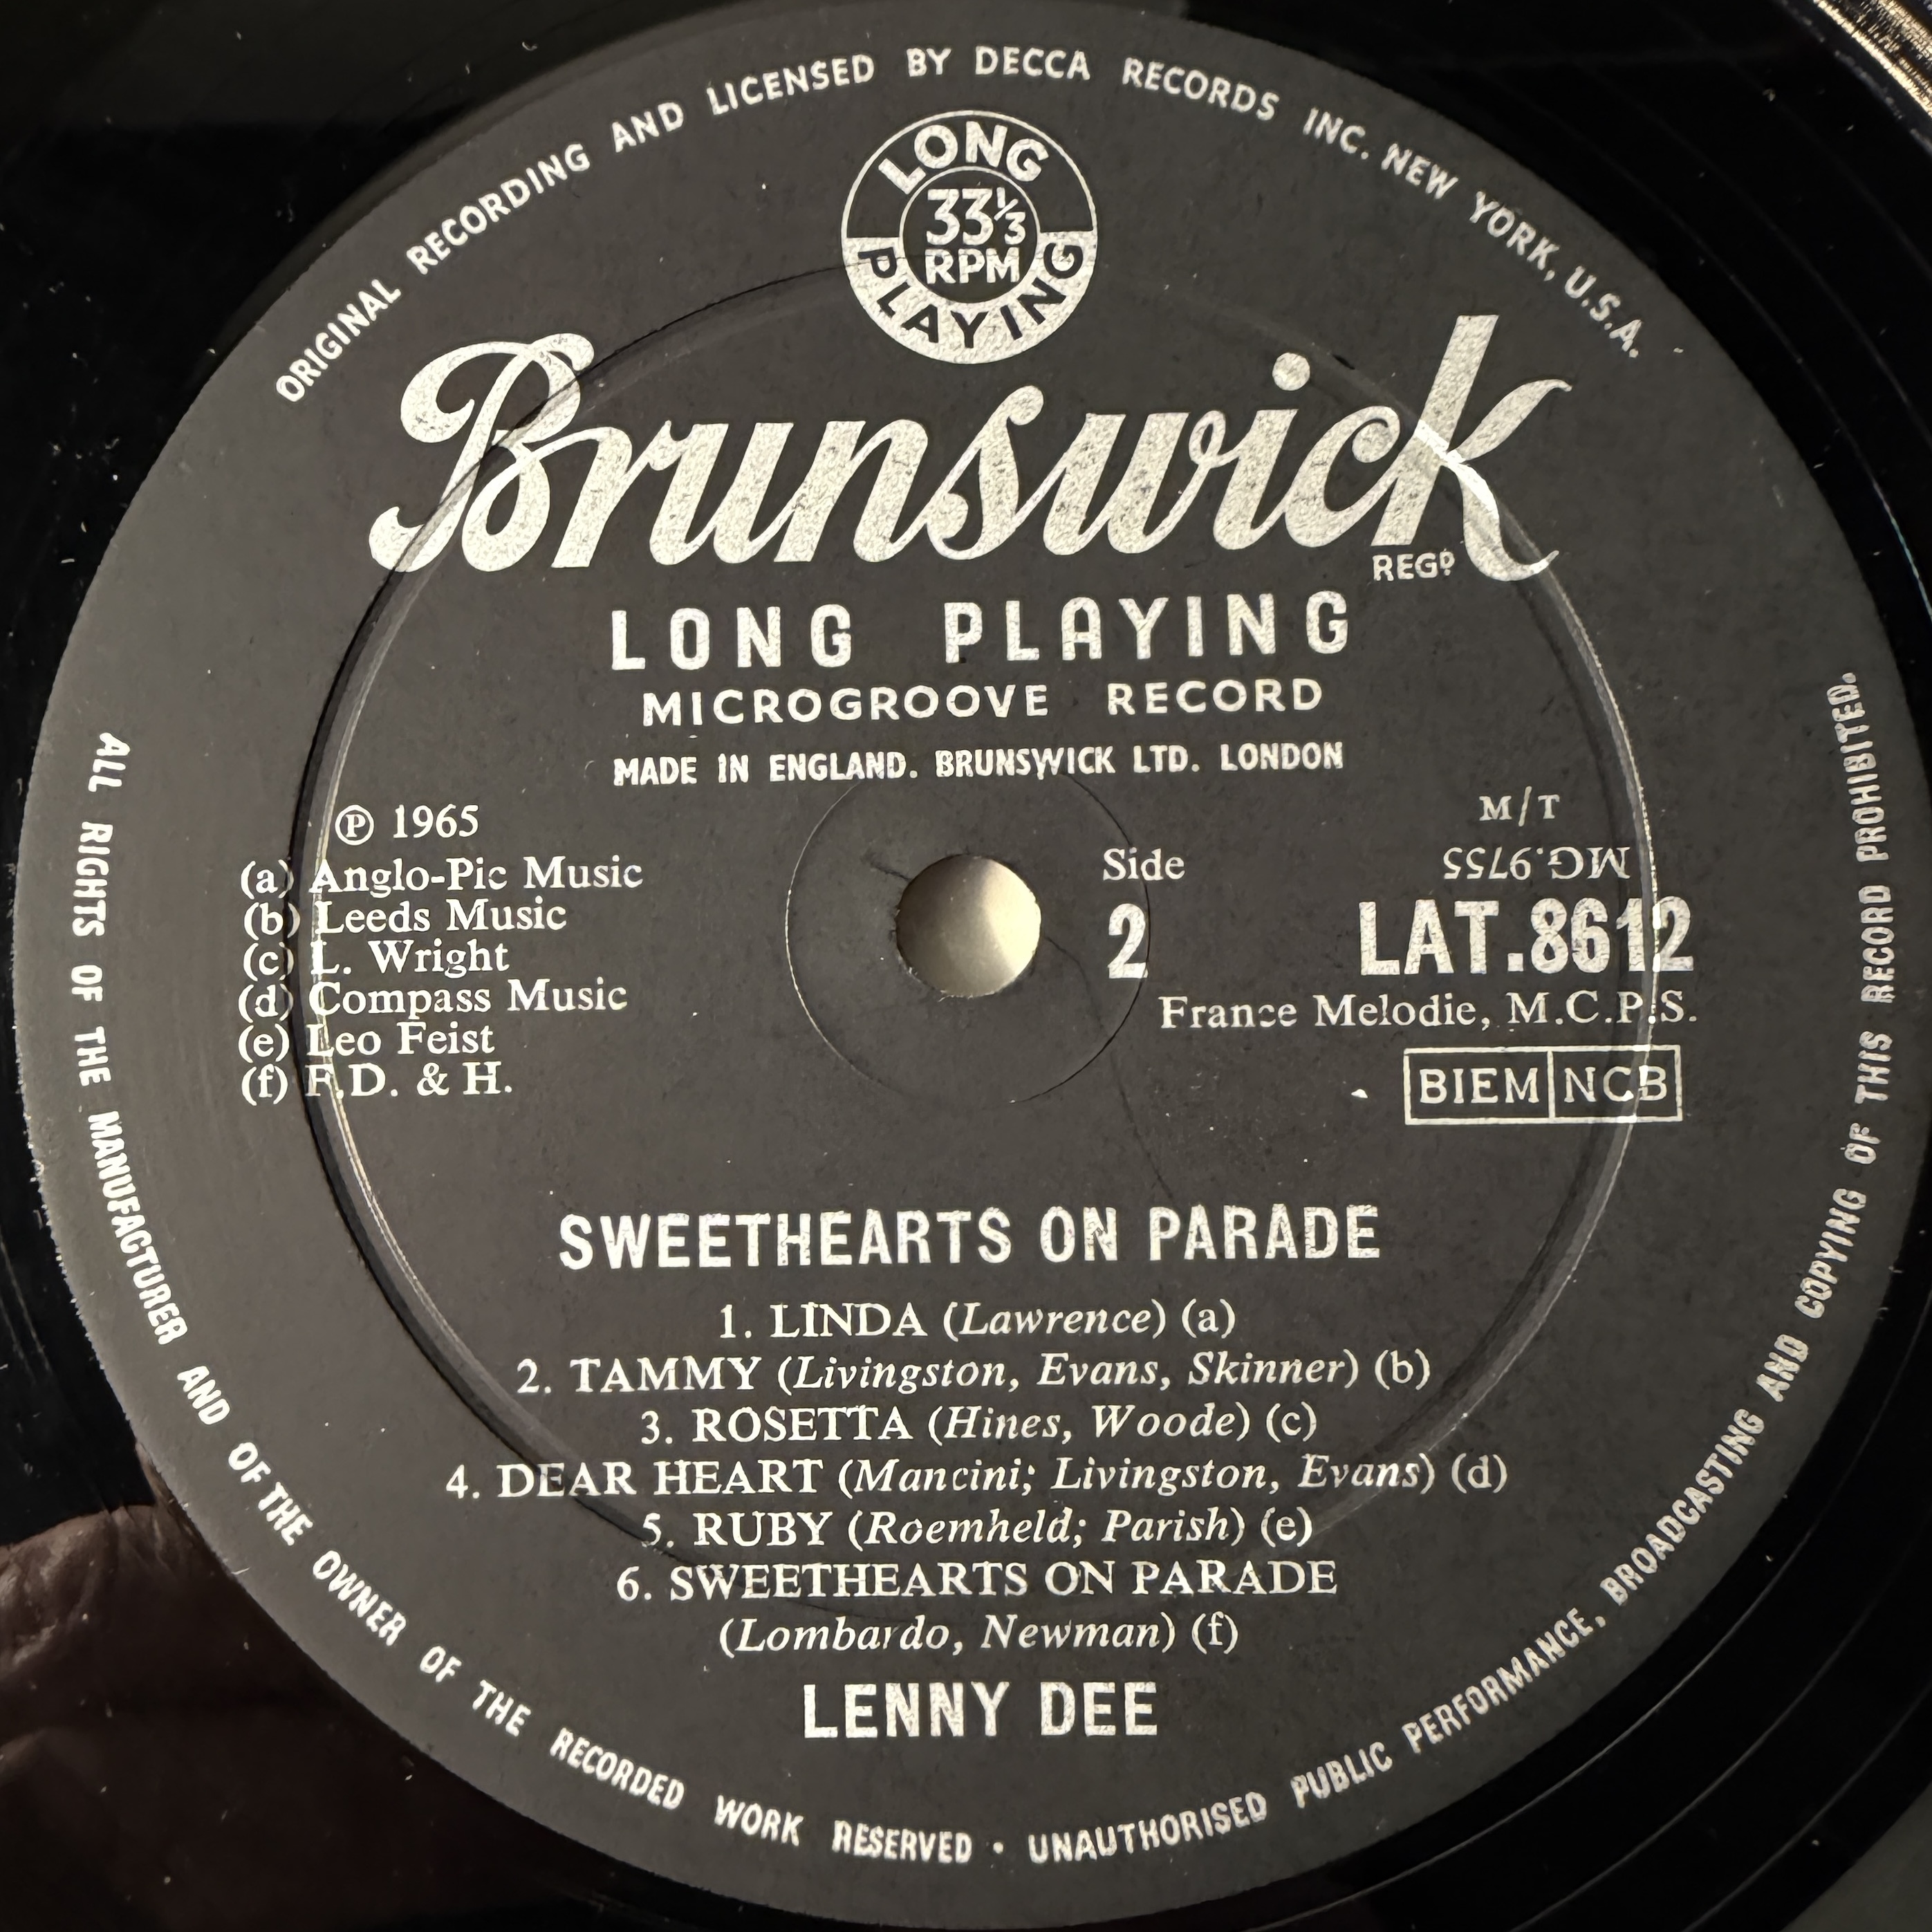 ORIGINAL RECORDING AND LICENSED BY DECCA RECORDS INC. NEW YORK, U.S.A.
LONG
33⅓
RPM
PLAYING
Brunswick
REGD
LONG PLAYING
MICROGROOVE RECORD
MADE IN ENGLAND. BRUNSWICK LTD. LONDON
℗ 1965
(a) Anglo-Pic Music
(b) Leeds Music
(c) L. Wright
(d) Compass Music
(e) Leo Feist
(f) F.D. & H.
Side
2
M/T
MG.9755
LAT.8612
France Melodie, M.C.P.S.
BIEM NCB
SWEETHEARTS ON PARADE
1. LINDA (Lawrence) (a)
2. TAMMY (Livingston, Evans, Skinner) (b)
3. ROSETTA (Hines, Woode) (c)
4. DEAR HEART (Mancini; Livingston, Evans) (d)
5. RUBY (Roemheld; Parish) (e)
6. SWEETHEARTS ON PARADE
(Lombardo, Newman) (f)
LENNY DEE
ALL RIGHTS OF THE MANUFACTURER AND OF THE OWNER OF THE RECORDED WORK RESERVED · UNAUTHORISED PUBLIC PERFORMANCE, BROADCASTING AND COPYING OF THIS RECORD PROHIBITED.